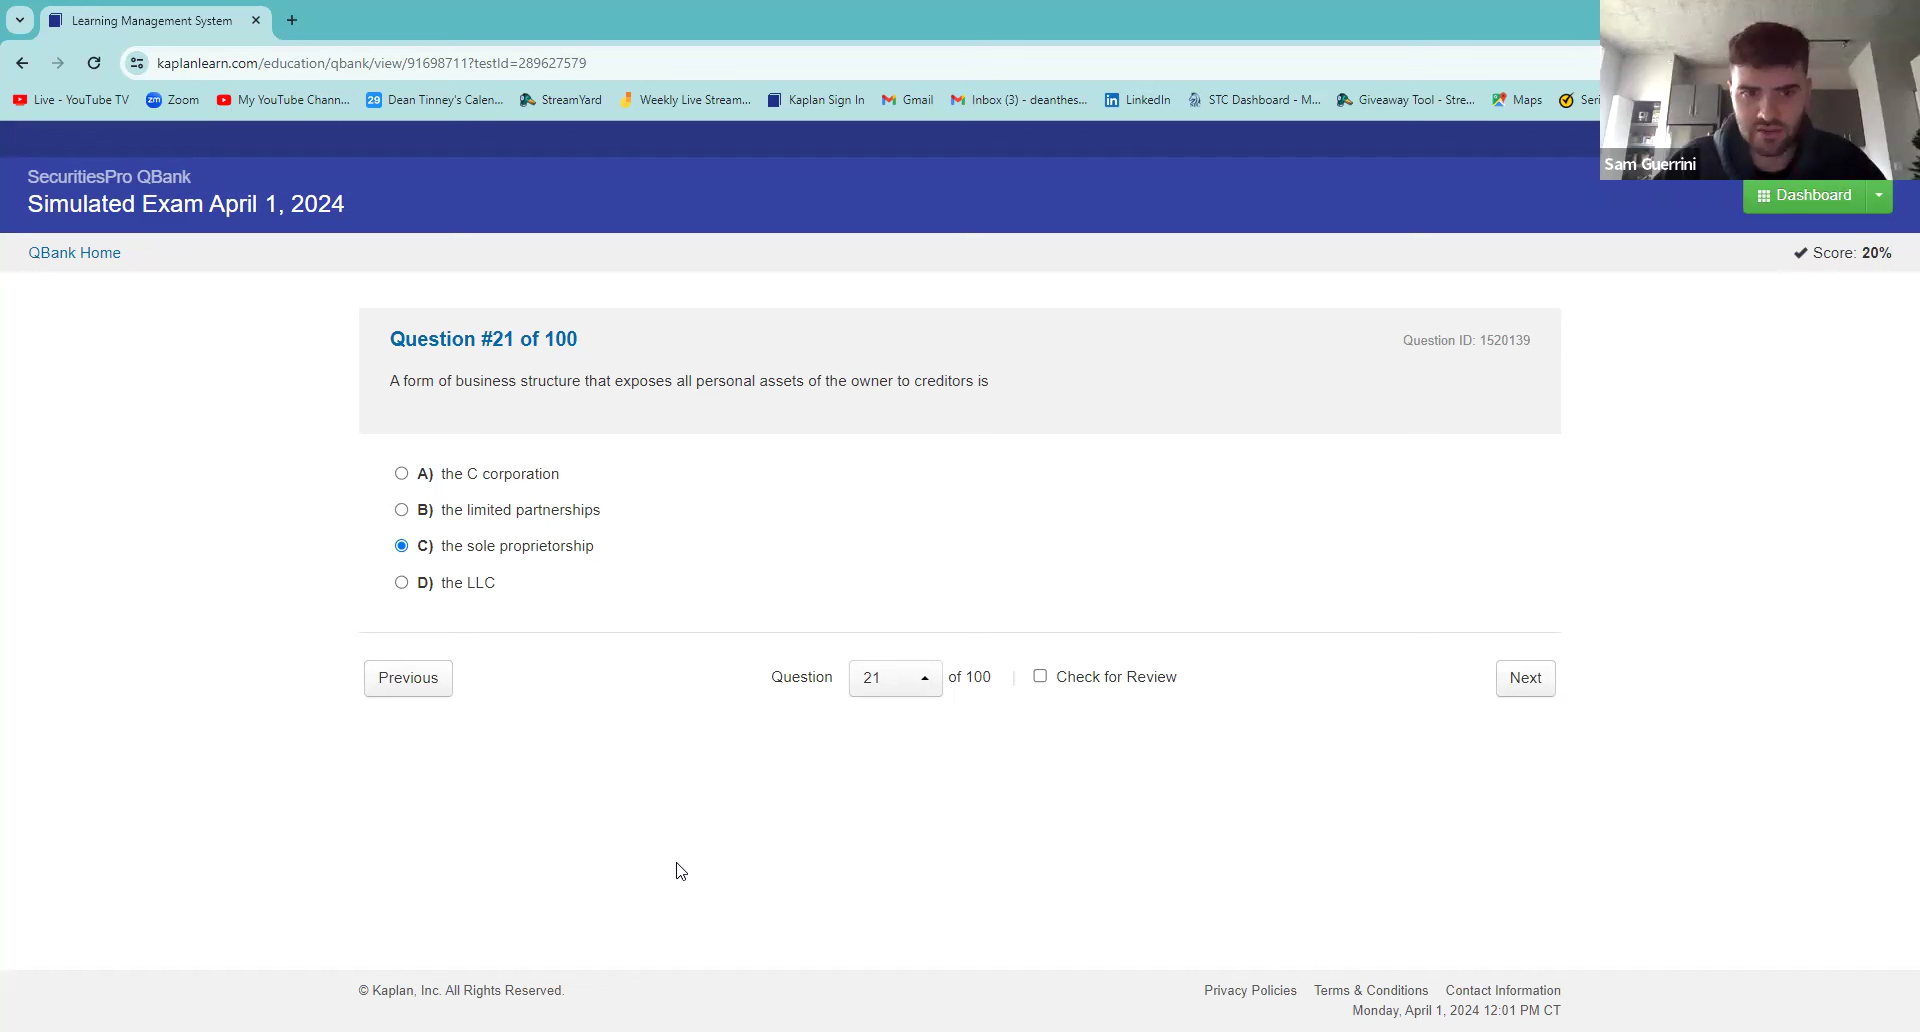 Learning Management System
kaplanlearn.com/education/qbank/view/91698711?testId=289627579
Live - YouTube TV
zm Zoom
My YouTube Chann...
29 Dean Tinney's Calen...
StreamYard
Weekly Live Stream...
Kaplan Sign In
Gmail
Inbox (3) - deanthes...
in LinkedIn
STC Dashboard - M...
Giveaway Tool - Stre...
Maps
Seri
Sam Guerrini
SecuritiesPro QBank
Simulated Exam April 1, 2024
Dashboard
QBank Home
Score: 20%
Question #21 of 100
Question ID: 1520139
A form of business structure that exposes all personal assets of the owner to creditors is
A) the C corporation
B) the limited partnerships
C) the sole proprietorship
D) the LLC
Previous
Question 21 of 100 | Check for Review
Next
© Kaplan, Inc. All Rights Reserved.
Privacy Policies Terms & Conditions Contact Information
Monday, April 1, 2024 12:01 PM CT